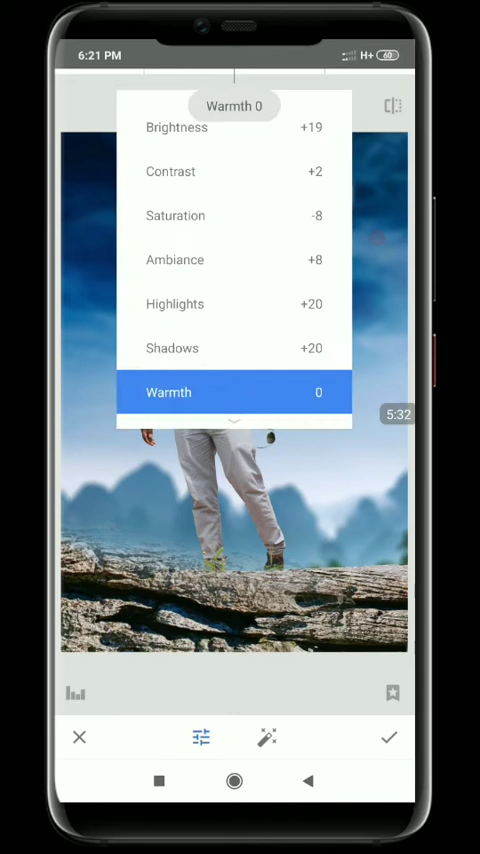 6:21 PM
H+ 60
Warmth 0
Brightness +19
Contrast +2
Saturation -8
Ambiance +8
Highlights +20
Shadows +20
Warmth 0
5:32